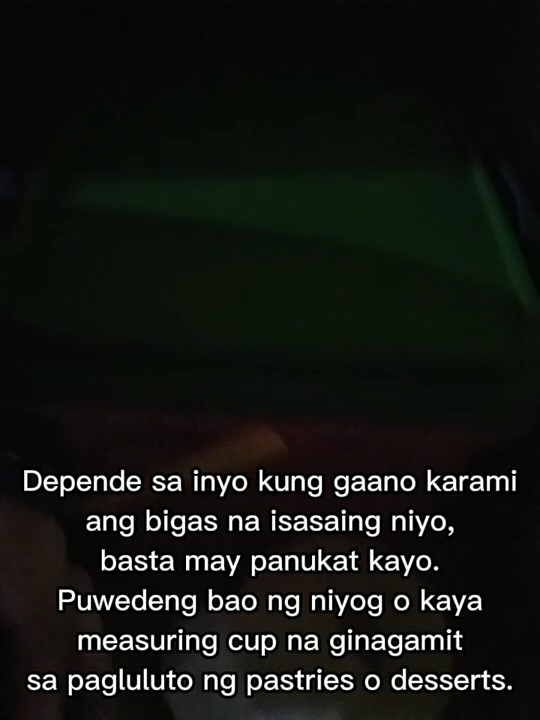 Depende sa inyo kung gaano karami
ang bigas na isasaing niyo,
basta may panukat kayo.
Puwedeng bao ng niyog o kaya
measuring cup na ginagamit
sa pagluluto ng pastries o desserts.